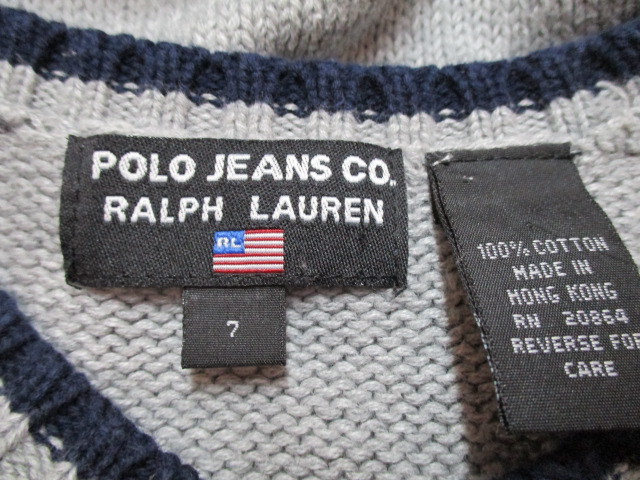 POLO JEANS CO.
RALPH LAUREN
RL
7
100% COTTON
MADE IN
HONG KONG
RN 20864
REVERSE FOR
CARE